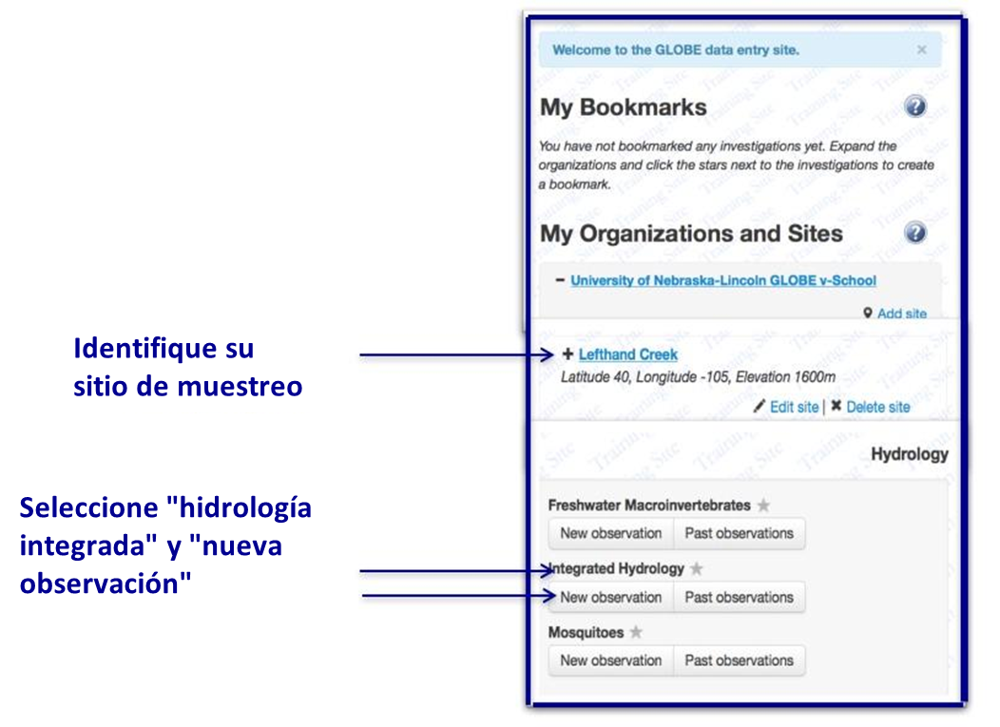 Welcome to the GLOBE data entry site. ×
My Bookmarks ?
You have not bookmarked any investigations yet. Expand the
organizations and click the stars next to the investigations to create
a bookmark.
My Organizations and Sites ?
− University of Nebraska-Lincoln GLOBE v-School
Add site
Identifique su
sitio de muestreo
+ Lefthand Creek
Latitude 40, Longitude -105, Elevation 1600m
Edit site | ✖ Delete site
Hydrology
Seleccione "hidrología
integrada" y "nueva
observación"
Freshwater Macroinvertebrates ★
New observation Past observations
Integrated Hydrology ★
New observation Past observations
Mosquitoes ★
New observation Past observations
Training Site